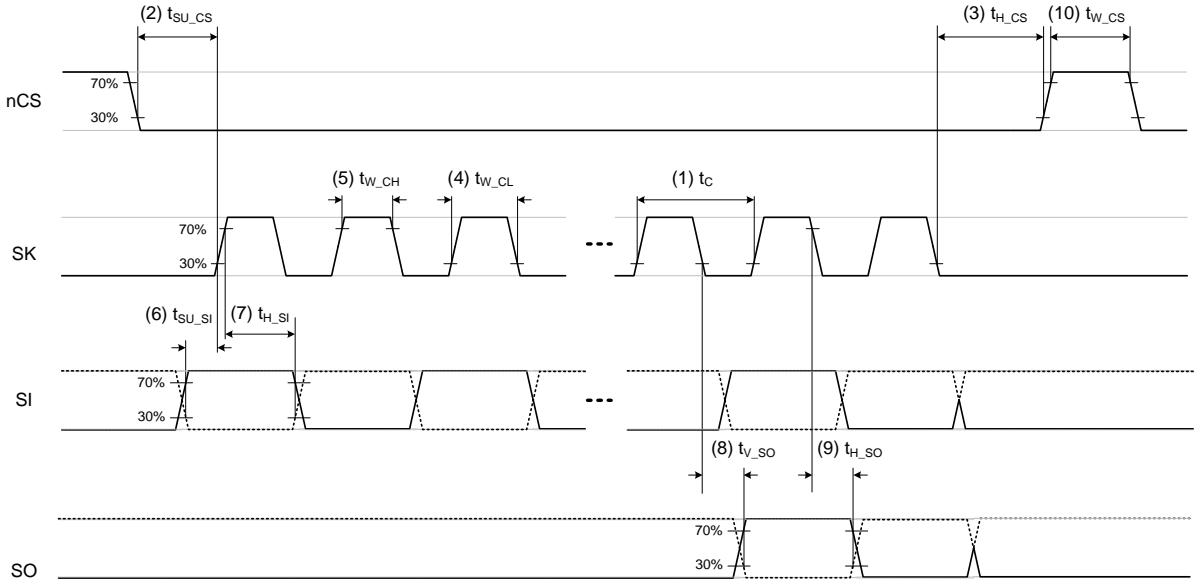 (2) tSU_CS
(3) tH_CS
(10) tW_CS
nCS
70%
30%
(5) tW_CH
(4) tW_CL
(1) tC
SK
70%
30%
(6) tSU_SI
(7) tH_SI
SI
70%
30%
(8) tV_SO
(9) tH_SO
SO
70%
30%